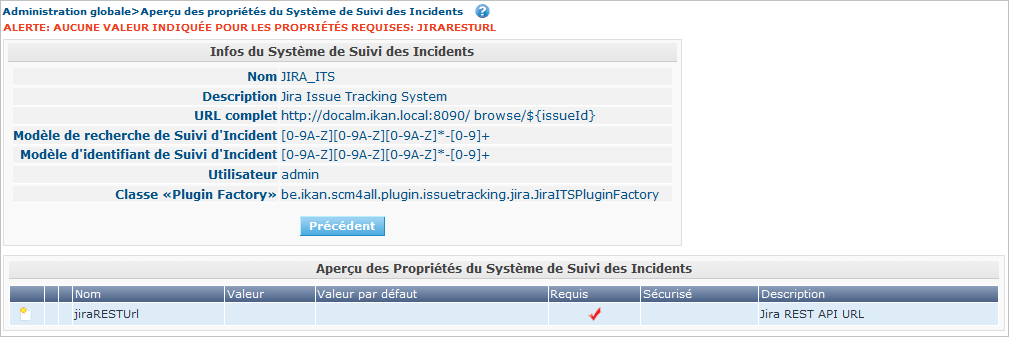 Administration globale>Aperçu des propriétés du Système de Suivi des Incidents ?
ALERTE: AUCUNE VALEUR INDIQUÉE POUR LES PROPRIÉTÉS REQUISES: JIRARESTURL
Infos du Système de Suivi des Incidents
Nom JIRA_ITS
Description Jira Issue Tracking System
URL complet http://docalm.ikan.local:8090/ browse/${issueId}
Modèle de recherche de Suivi d'Incident [0-9A-Z][0-9A-Z][0-9A-Z]*-[0-9]+
Modèle d'identifiant de Suivi d'Incident [0-9A-Z][0-9A-Z][0-9A-Z]*-[0-9]+
Utilisateur admin
Classe «Plugin Factory» be.ikan.scm4all.plugin.issuetracking.jira.JiraITSPluginFactory
Précédent
Aperçu des Propriétés du Système de Suivi des Incidents
Nom Valeur Valeur par défaut Requis Sécurisé Description
jiraRESTUrl Jira REST API URL